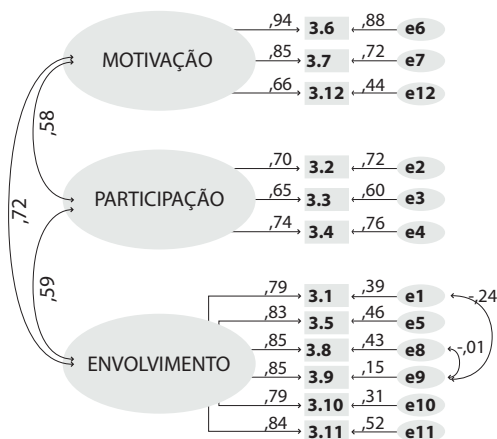 ,94 3.6 ,88 e6
MOTIVAÇÃO ,85 3.7 ,72 e7
,66 3.12 ,44 e12
,58
,70 3.2 ,72 e2
PARTICIPAÇÃO ,65 3.3 ,60 e3
,74 3.4 ,76 e4
,72
,59
,79 3.1 ,39 e1
-,24
,83 3.5 ,46 e5
ENVOLVIMENTO ,85 3.8 ,43 e8
-,01
,85 3.9 ,15 e9
,79 3.10 ,31 e10
,84 3.11 ,52 e11